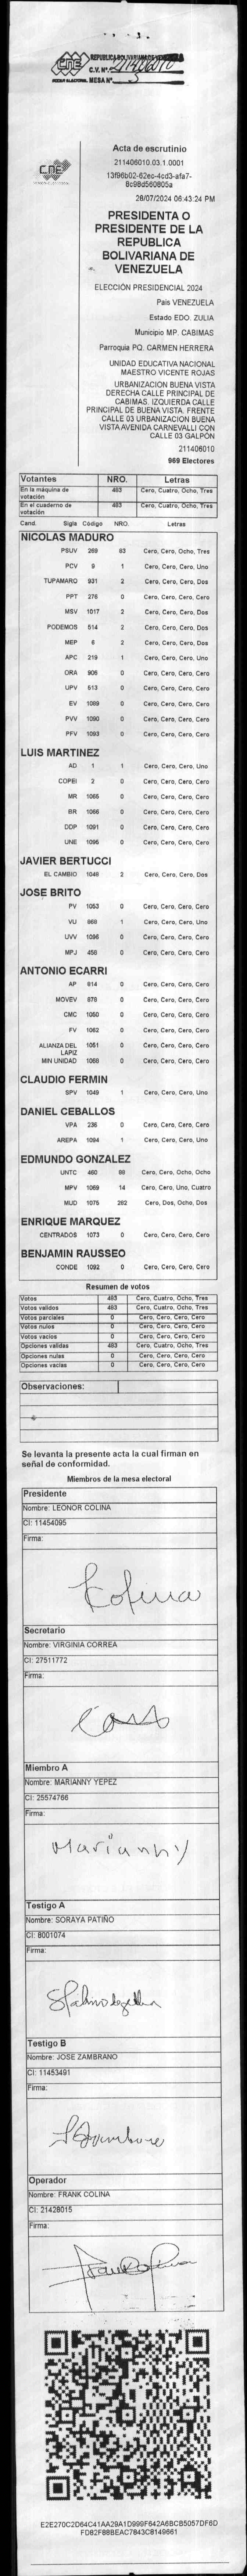 CNE
REPUBLICA BOLIVARIANA DE VENEZUELA
C.V. Nº
PODER ELECTORAL MESA Nº 3
CNE
Acta de escrutinio
211406010.03.1.0001
13f96b02-62ec-4cd3-afa7-
8c98d560805a
28/07/2024 06:43:24 PM
PRESIDENTA O
PRESIDENTE DE LA
REPUBLICA
BOLIVARIANA DE
VENEZUELA
ELECCIÓN PRESIDENCIAL 2024
Pais VENEZUELA
Estado EDO. ZULIA
Municipio MP. CABIMAS
Parroquia PQ. CARMEN HERRERA
UNIDAD EDUCATIVA NACIONAL
MAESTRO VICENTE ROJAS
URBANIZACIÓN BUENA VISTA
DERECHA CALLE PRINCIPAL DE
CABIMAS. IZQUIERDA CALLE
PRINCIPAL DE BUENA VISTA. FRENTE
CALLE 03 URBANIZACION BUENA
VISTA AVENIDA CARNEVALLI CON
CALLE 03 GALPÓN
211406010
969 Electores
Votantes NRO. Letras
En la máquina de votación 483 Cero, Cuatro, Ocho, Tres
En el cuaderno de votación 483 Cero, Cuatro, Ocho, Tres
Cand. Sigla Código NRO. Letras
NICOLAS MADURO
PSUV 269 83 Cero, Cero, Ocho, Tres
PCV 9 1 Cero, Cero, Cero, Uno
TUPAMARO 931 2 Cero, Cero, Cero, Dos
PPT 276 0 Cero, Cero, Cero, Cero
MSV 1017 2 Cero, Cero, Cero, Dos
PODEMOS 514 2 Cero, Cero, Cero, Dos
MEP 6 2 Cero, Cero, Cero, Dos
APC 219 1 Cero, Cero, Cero, Uno
ORA 906 0 Cero, Cero, Cero, Cero
UPV 513 0 Cero, Cero, Cero, Cero
EV 1089 0 Cero, Cero, Cero, Cero
PVV 1090 0 Cero, Cero, Cero, Cero
PFV 1093 0 Cero, Cero, Cero, Cero
LUIS MARTINEZ
AD 1 1 Cero, Cero, Cero, Uno
COPEI 2 0 Cero, Cero, Cero, Cero
MR 1065 0 Cero, Cero, Cero, Cero
BR 1066 0 Cero, Cero, Cero, Cero
DDP 1091 0 Cero, Cero, Cero, Cero
UNE 1095 0 Cero, Cero, Cero, Cero
JAVIER BERTUCCI
EL CAMBIO 1046 2 Cero, Cero, Cero, Dos
JOSE BRITO
PV 1053 0 Cero, Cero, Cero, Cero
VU 868 1 Cero, Cero, Cero, Uno
UVV 1096 0 Cero, Cero, Cero, Cero
MPJ 458 0 Cero, Cero, Cero, Cero
ANTONIO ECARRI
AP 814 0 Cero, Cero, Cero, Cero
MOVEV 878 0 Cero, Cero, Cero, Cero
CMC 1050 0 Cero, Cero, Cero, Cero
FV 1082 0 Cero, Cero, Cero, Cero
ALIANZA DEL LAPIZ 1051 0 Cero, Cero, Cero, Cero
MIN UNIDAD 1088 0 Cero, Cero, Cero, Cero
CLAUDIO FERMIN
SPV 1049 1 Cero, Cero, Cero, Uno
DANIEL CEBALLOS
VPA 236 0 Cero, Cero, Cero, Cero
AREPA 1094 1 Cero, Cero, Cero, Uno
EDMUNDO GONZALEZ
UNTC 460 88 Cero, Cero, Ocho, Ocho
MPV 1069 14 Cero, Cero, Uno, Cuatro
MUD 1075 282 Cero, Dos, Ocho, Dos
ENRIQUE MARQUEZ
CENTRADOS 1073 0 Cero, Cero, Cero, Cero
BENJAMIN RAUSSEO
CONDE 1092 0 Cero, Cero, Cero, Cero
Resumen de votos
Votos 483 Cero, Cuatro, Ocho, Tres
Votos validos 483 Cero, Cuatro, Ocho, Tres
Votos parciales 0 Cero, Cero, Cero, Cero
Votos nulos 0 Cero, Cero, Cero, Cero
Votos vacios 0 Cero, Cero, Cero, Cero
Opciones validas 483 Cero, Cuatro, Ocho, Tres
Opciones nulas 0 Cero, Cero, Cero, Cero
Opciones vacias 0 Cero, Cero, Cero, Cero
Observaciones:
Se levanta la presente acta la cual firman en
señal de conformidad.
Miembros de la mesa electoral
Presidente
Nombre: LEONOR COLINA
CI: 11454095
Firma:
Colina
Secretario
Nombre: VIRGINIA CORREA
CI: 27511772
Firma:
Miembro A
Nombre: MARIANNY YEPEZ
CI: 25574766
Firma:
Marianny
Testigo A
Nombre: SORAYA PATIÑO
CI: 8001074
Firma:
Testigo B
Nombre: JOSE ZAMBRANO
CI: 11453491
Firma:
Operador
Nombre: FRANK COLINA
CI: 21428015
Firma:
E2E270C2D64C41AA29A1D999F642A6BCB5057DF6D
FD82F88BEAC7843C8149661